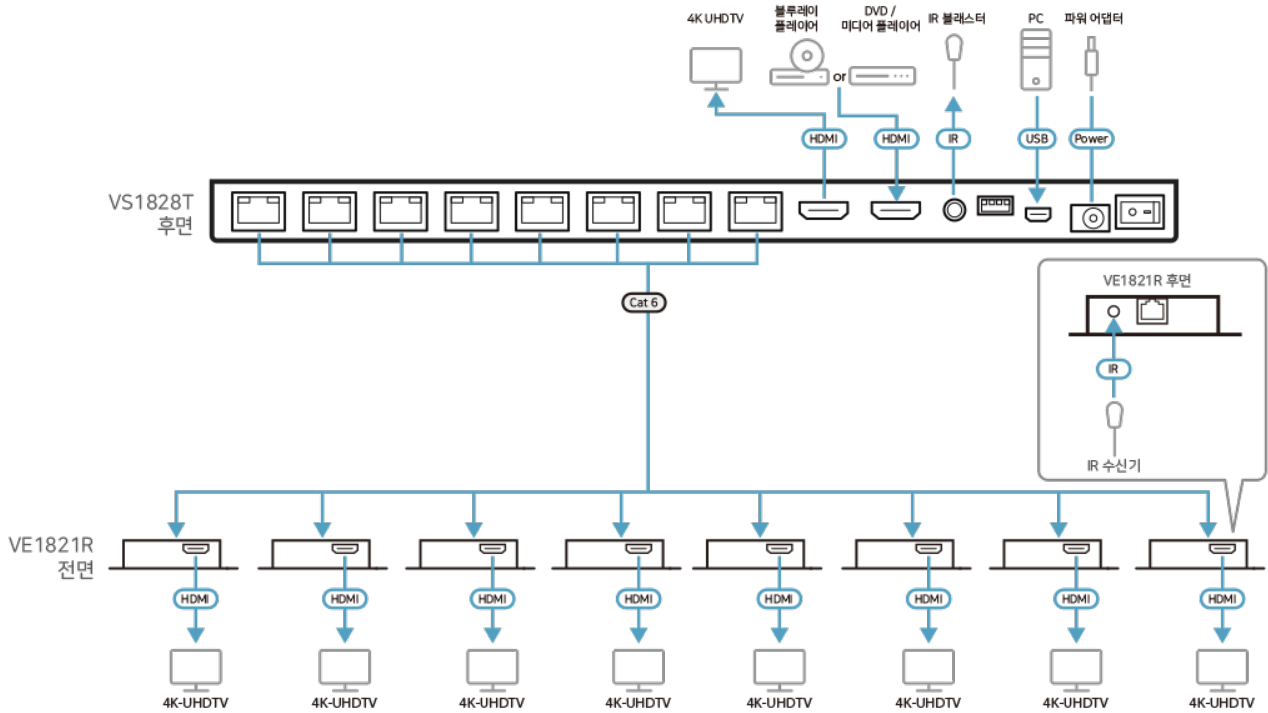 4K UHDTV
블루레이
플레이어
DVD /
미디어 플레이어
IR 블래스터
PC
파워 어댑터
or
HDMI
HDMI
IR
USB
Power
VS1828T
후면
Cat 6
VE1821R 후면
IR
IR 수신기
VE1821R
전면
HDMI
HDMI
HDMI
HDMI
HDMI
HDMI
HDMI
HDMI
4K-UHDTV
4K-UHDTV
4K-UHDTV
4K-UHDTV
4K-UHDTV
4K-UHDTV
4K-UHDTV
4K-UHDTV